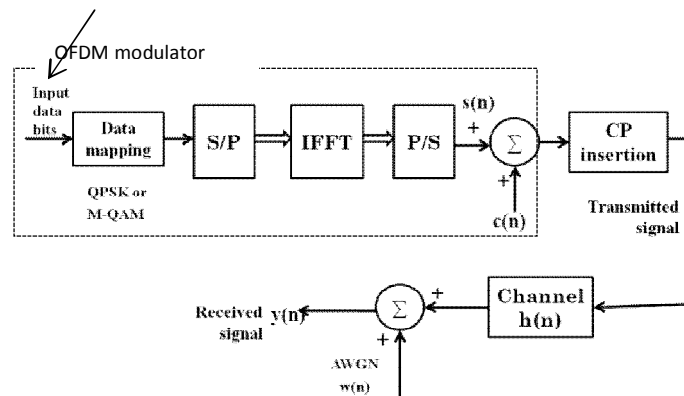 OFDM modulator
Input
data
bits
Data
mapping
S/P
IFFT
P/S
s(n)
+
Σ
+
c(n)
CP
insertion
QPSK or
M-QAM
Transmitted
signal
Received
signal
y(n)
Σ
+
+
Channel
h(n)
AWGN
w(n)